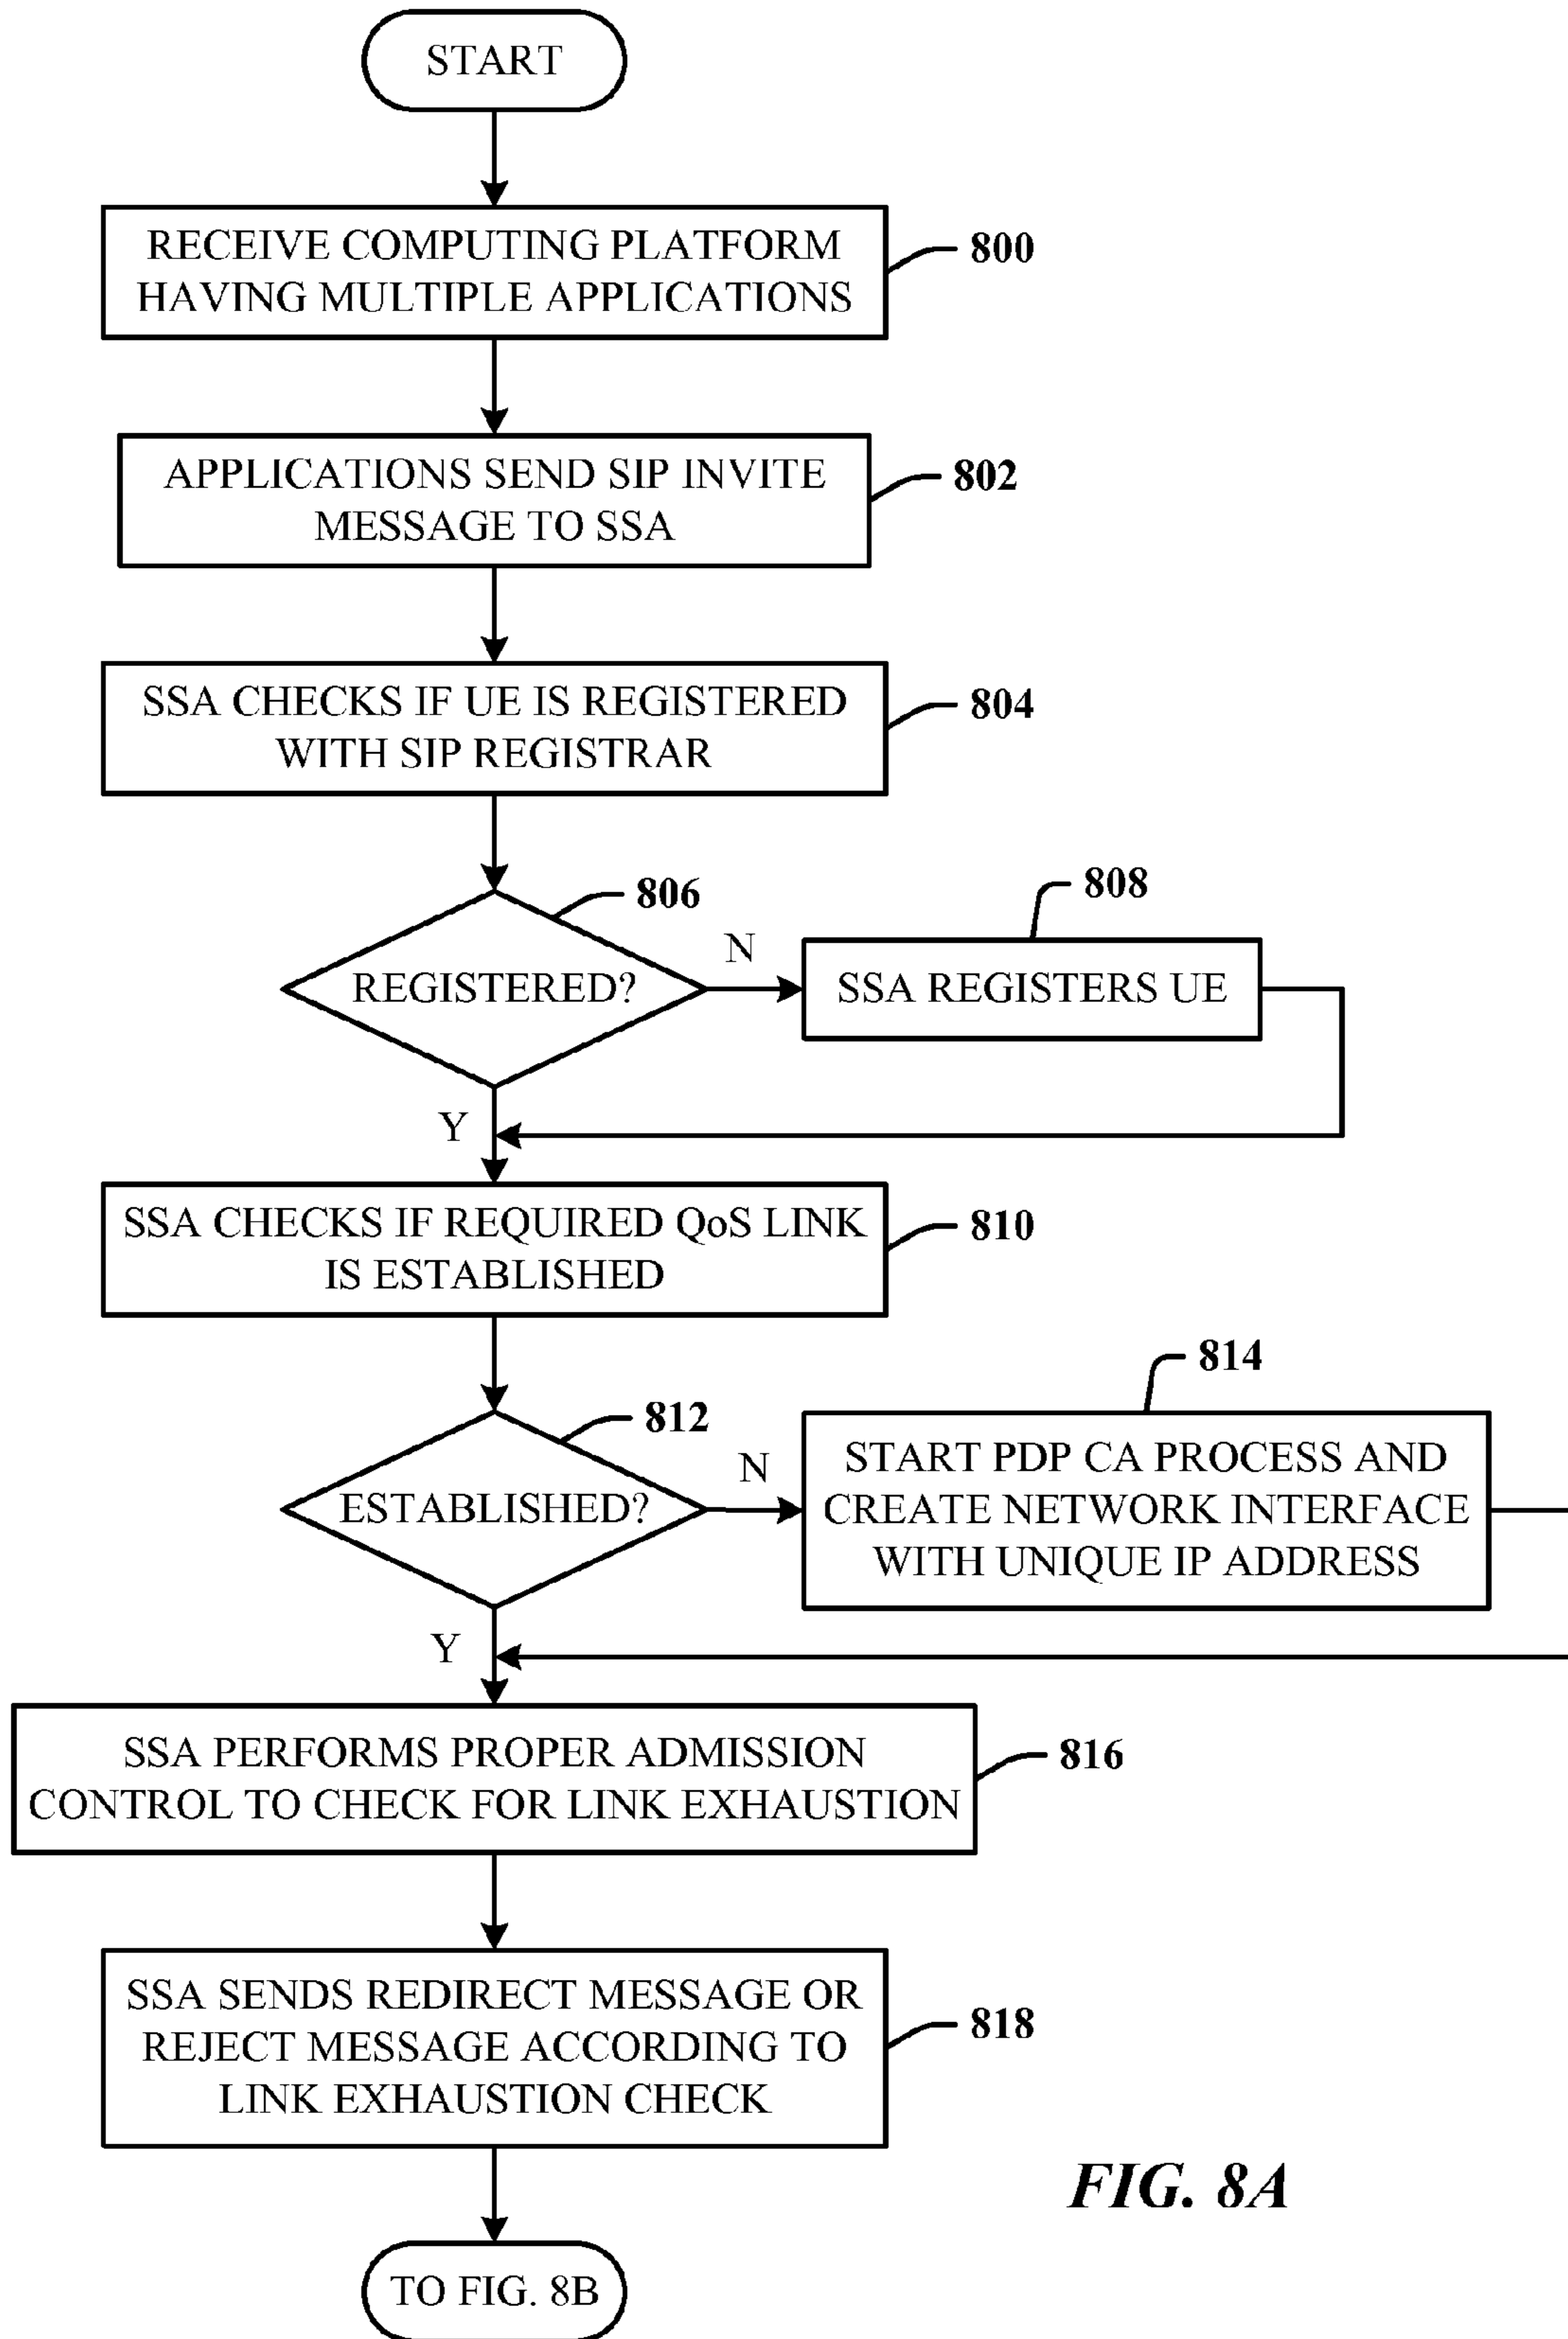 START
RECEIVE COMPUTING PLATFORM
HAVING MULTIPLE APPLICATIONS
800
APPLICATIONS SEND SIP INVITE
MESSAGE TO SSA
802
SSA CHECKS IF UE IS REGISTERED
WITH SIP REGISTRAR
804
806
REGISTERED?
N
808
SSA REGISTERS UE
Y
SSA CHECKS IF REQUIRED QoS LINK
IS ESTABLISHED
810
812
ESTABLISHED?
N
814
START PDP CA PROCESS AND
CREATE NETWORK INTERFACE
WITH UNIQUE IP ADDRESS
Y
SSA PERFORMS PROPER ADMISSION
CONTROL TO CHECK FOR LINK EXHAUSTION
816
SSA SENDS REDIRECT MESSAGE OR
REJECT MESSAGE ACCORDING TO
LINK EXHAUSTION CHECK
818
FIG. 8A
TO FIG. 8B